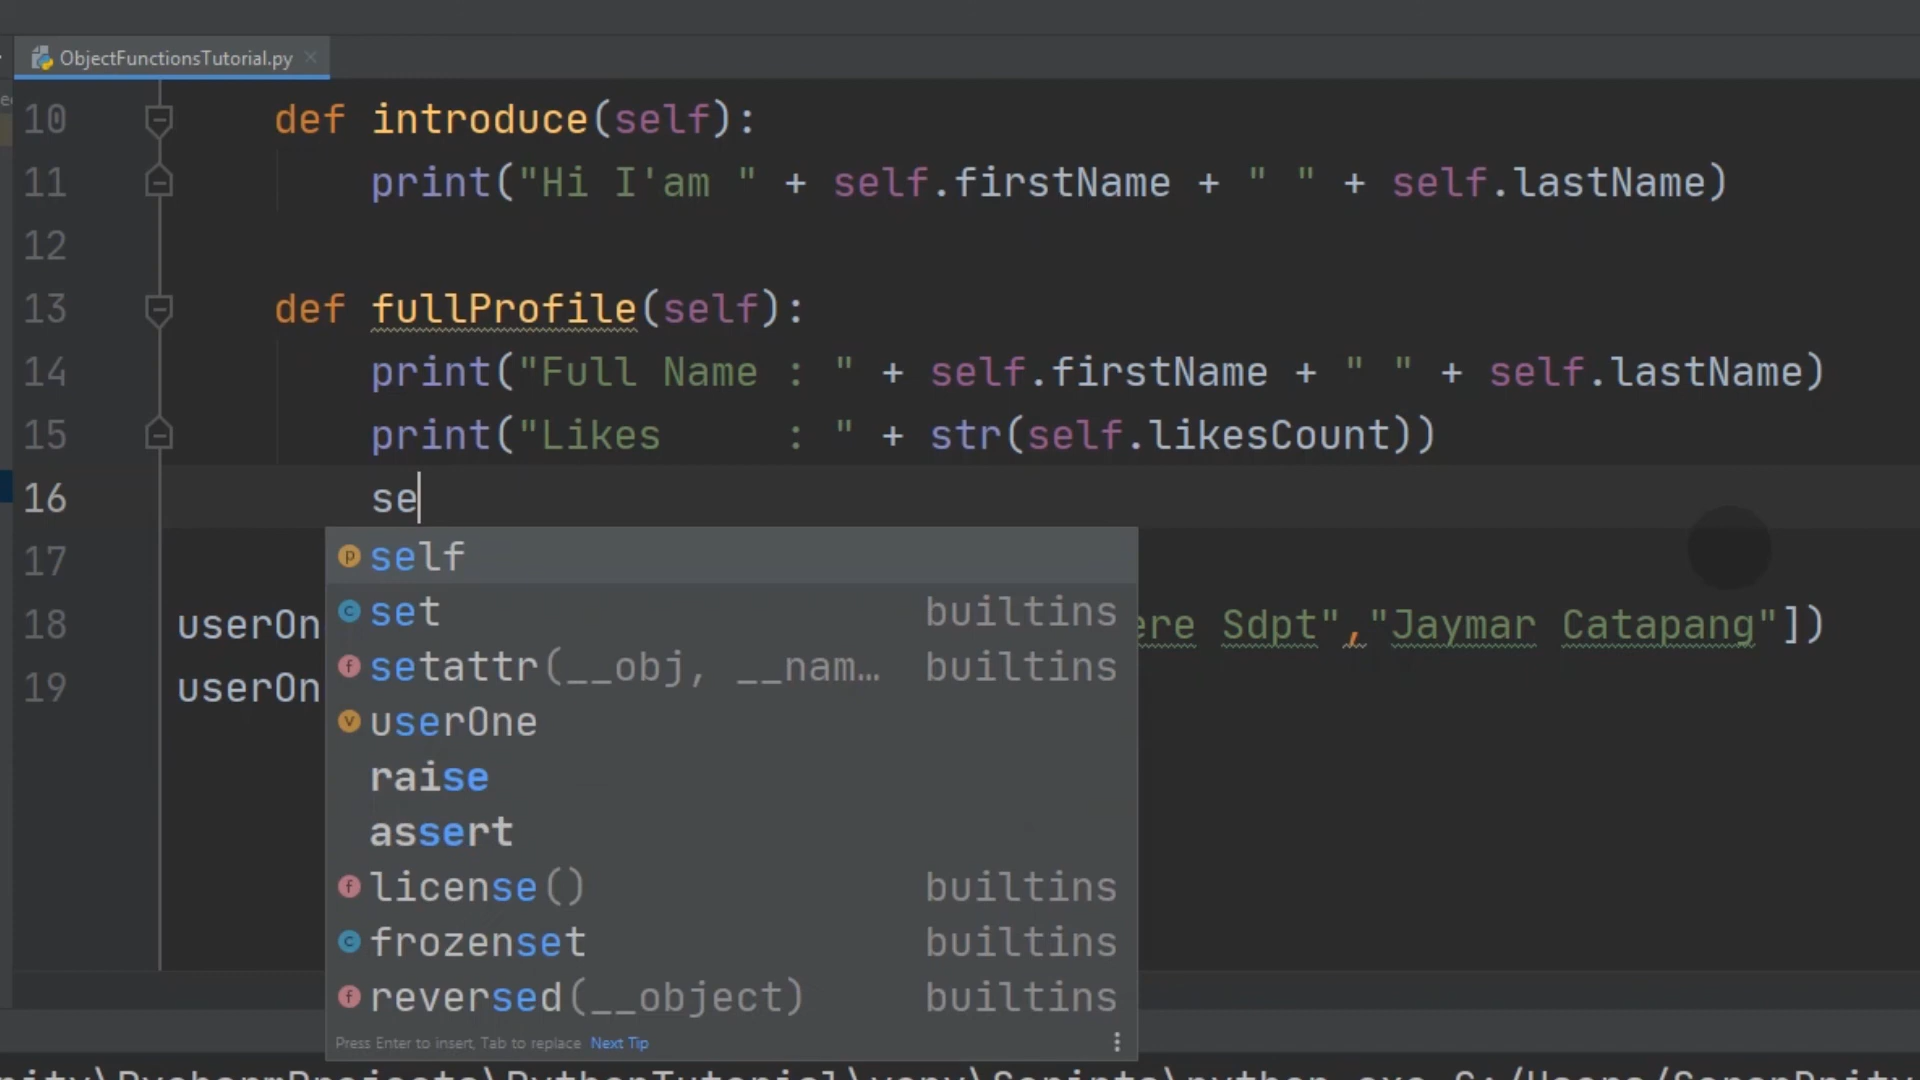 ObjectFunctionsTutorial.py
10 def introduce(self):
11 print("Hi I'am " + self.firstName + " " + self.lastName)
12
13 def fullProfile(self):
14 print("Full Name : " + self.firstName + " " + self.lastName)
15 print("Likes     : " + str(self.likesCount))
16 se
self
17
set builtins
18 userOn ere Sdpt","Jaymar Catapang"])
setattr(__obj, __nam… builtins
19 userOn
userOne
raise
assert
license() builtins
frozenset builtins
reversed(__object) builtins
Press Enter to insert, Tab to replace Next Tip